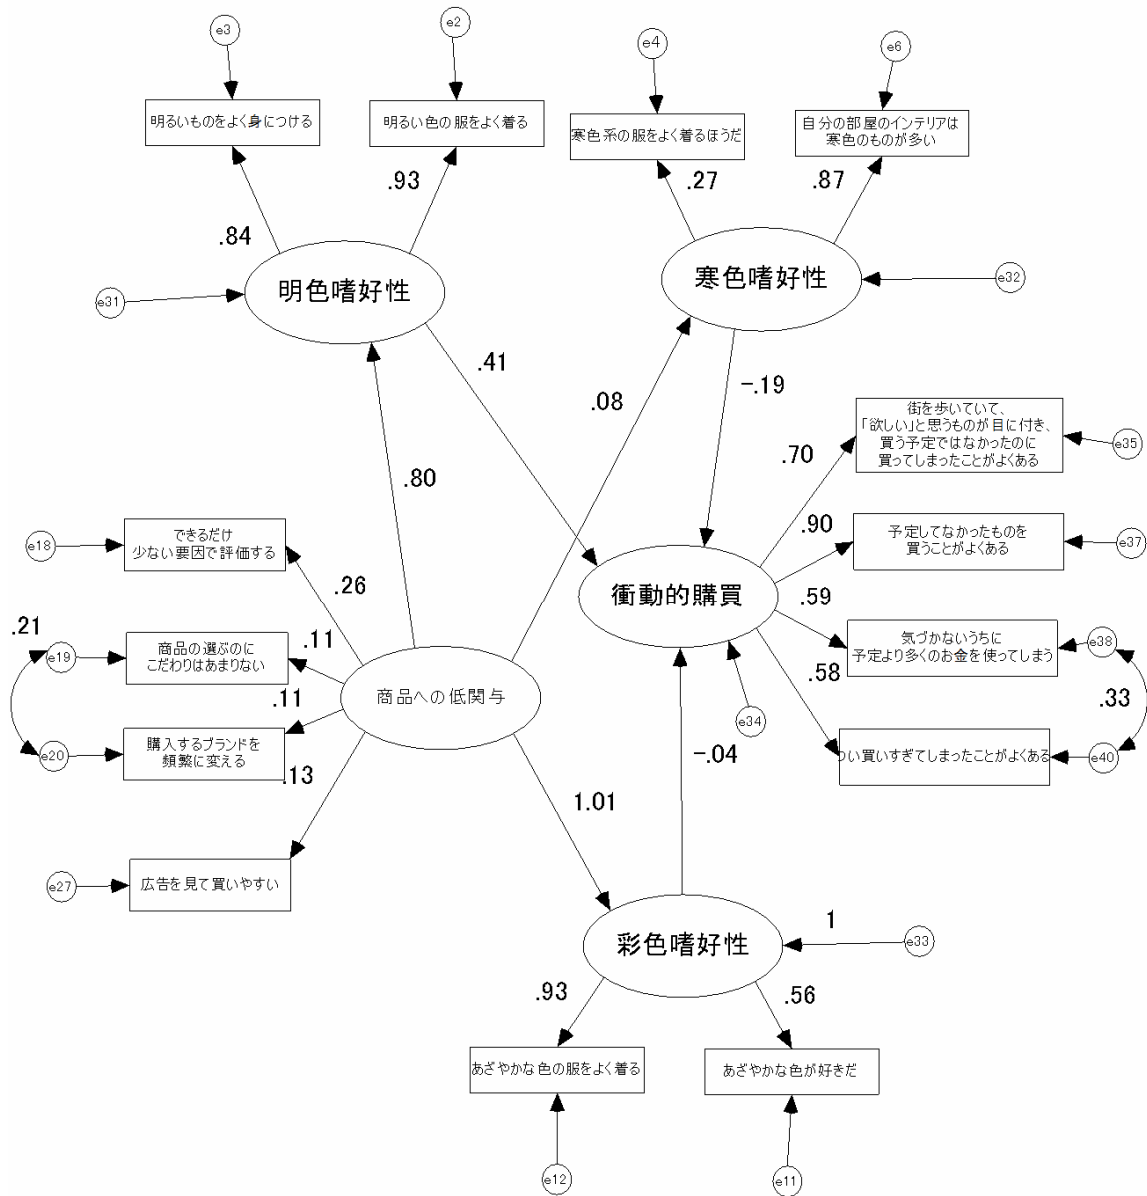 e3
e2
e4
e6
明るいものをよく身につける
明るい色の服をよく着る
寒色系の服をよく着るほうだ
自分の部屋のインテリアは
寒色のものが多い
.84
.93
.27
.87
明色嗜好性
寒色嗜好性
e31
e32
.41
.08
-.19
.80
街を歩いていて、
「欲しい」と思うものが目に付き、
買う予定ではなかったのに
買ってしまったことがよくある
e35
.70
e18
できるだけ
少ない要因で評価する
.26
.90
予定してなかったものを
買うことがよくある
e37
衝動的購買
.59
.21
e19
商品の選ぶのに
こだわりはあまりない
.11
気づかないうちに
予定より多くのお金を使ってしまう
e38
.58
.33
商品への低関与
.11
e20
購入するブランドを
頻繁に変える
.13
e34
-.04
つい買いすぎてしまったことがよくある
e40
1.01
e27
広告を見て買いやすい
彩色嗜好性
1
e33
.93
.56
あざやかな色の服をよく着る
あざやかな色が好きだ
e12
e11